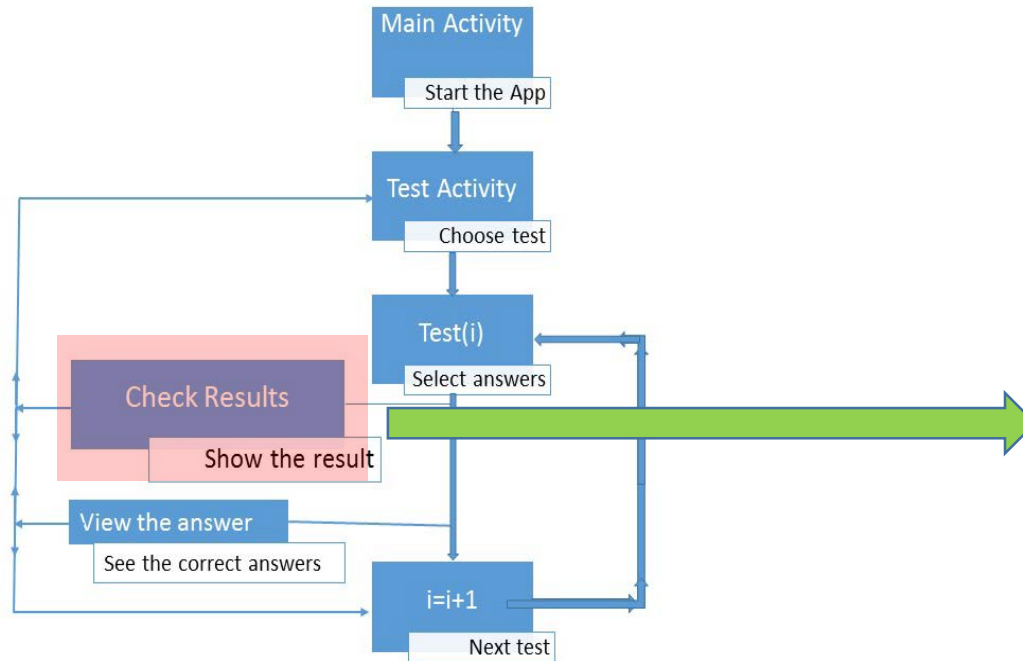 Main Activity
Start the App
Test Activity
Choose test
Test(i)
Select answers
Check Results
Show the result
View the answer
See the correct answers
i=i+1
Next test